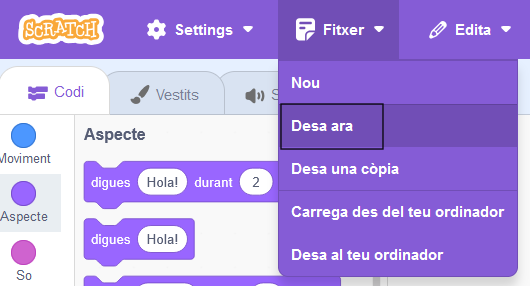 SCRATCH
Settings
Fitxer
Edita
Codi
Vestits
S
Nou
Desa ara
Desa una còpia
Carrega des del teu ordinador
Desa al teu ordinador
Moviment
Aspecte
So
Aspecte
digues Hola! durant 2
digues Hola!